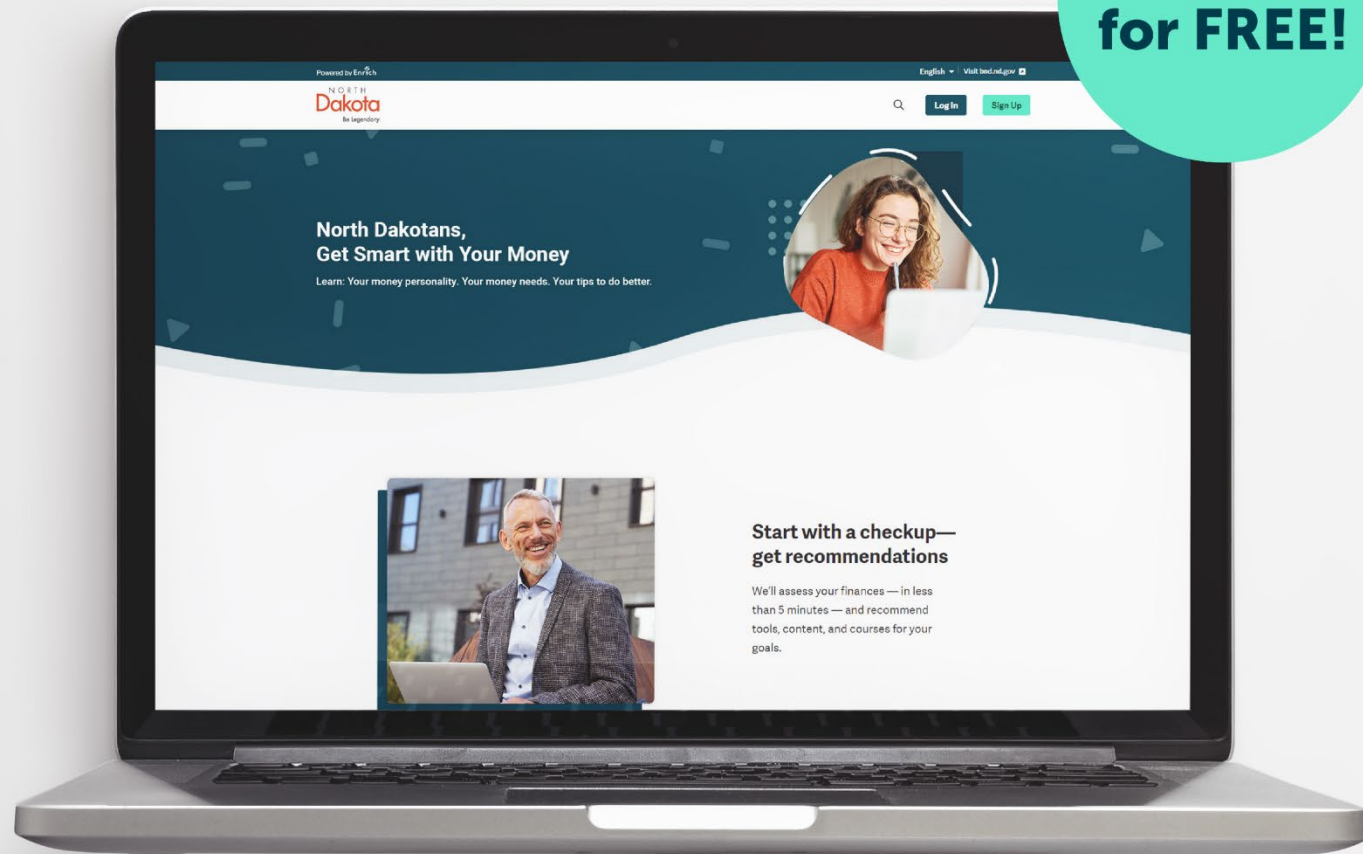 for FREE!
Powered by Enrich
English
Visit bnd.nd.gov
NORTH
Dakota
Be Legendary.
Log In
Sign Up
North Dakotans,
Get Smart with Your Money
Learn: Your money personality. Your money needs. Your tips to do better.
Start with a checkup—
get recommendations
We'll assess your finances — in less
than 5 minutes — and recommend
tools, content, and courses for your
goals.